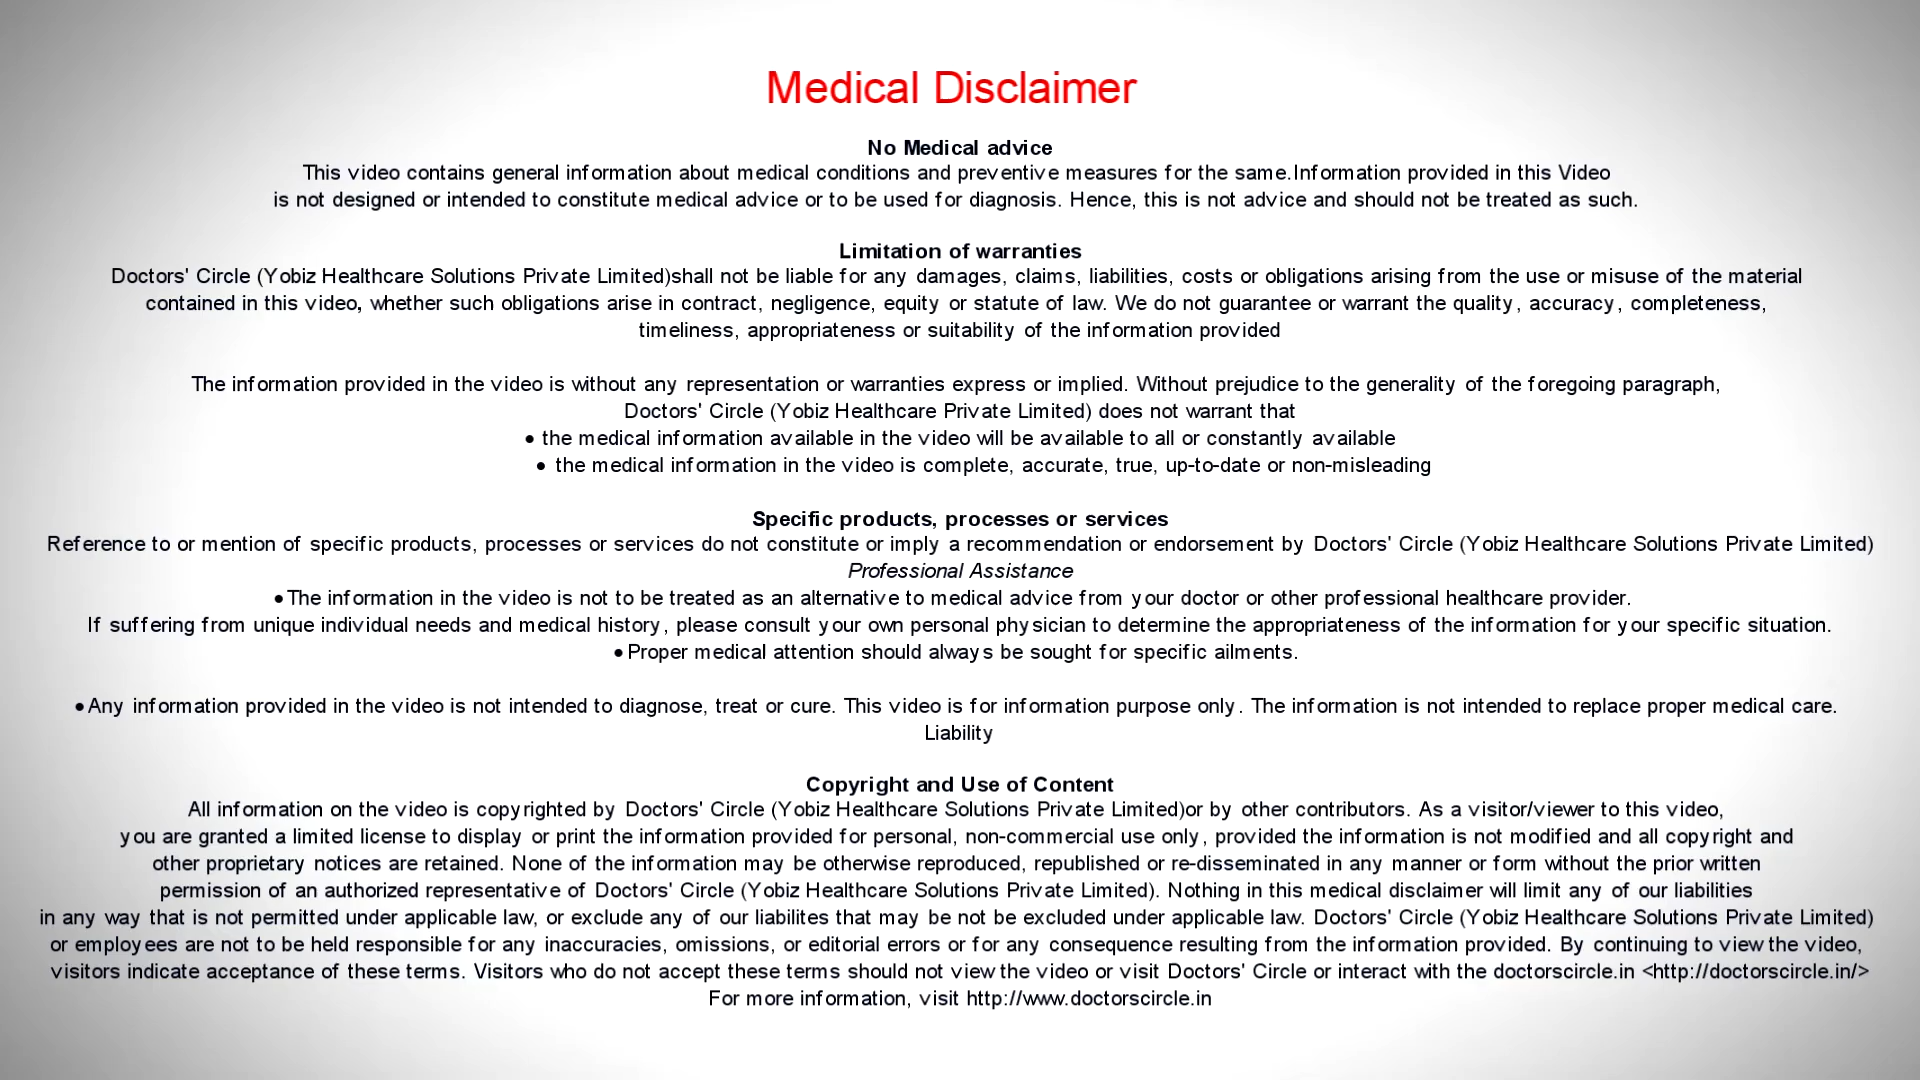 Medical Disclaimer
No Medical advice
This video contains general information about medical conditions and preventive measures for the same.Information provided in this Video
is not designed or intended to constitute medical advice or to be used for diagnosis. Hence, this is not advice and should not be treated as such.
Limitation of warranties
Doctors' Circle (Yobiz Healthcare Solutions Private Limited)shall not be liable for any damages, claims, liabilities, costs or obligations arising from the use or misuse of the material
contained in this video, whether such obligations arise in contract, negligence, equity or statute of law. We do not guarantee or warrant the quality, accuracy, completeness,
timeliness, appropriateness or suitability of the information provided
The information provided in the video is without any representation or warranties express or implied. Without prejudice to the generality of the foregoing paragraph,
Doctors' Circle (Yobiz Healthcare Private Limited) does not warrant that
• the medical information available in the video will be available to all or constantly available
• the medical information in the video is complete, accurate, true, up-to-date or non-misleading
Specific products, processes or services
Reference to or mention of specific products, processes or services do not constitute or imply a recommendation or endorsement by Doctors' Circle (Yobiz Healthcare Solutions Private Limited)
Professional Assistance
•The information in the video is not to be treated as an alternative to medical advice from your doctor or other professional healthcare provider.
If suffering from unique individual needs and medical history, please consult your own personal physician to determine the appropriateness of the information for your specific situation.
•Proper medical attention should always be sought for specific ailments.
•Any information provided in the video is not intended to diagnose, treat or cure. This video is for information purpose only. The information is not intended to replace proper medical care.
Liability
Copyright and Use of Content
All information on the video is copyrighted by Doctors' Circle (Yobiz Healthcare Solutions Private Limited)or by other contributors. As a visitor/viewer to this video,
you are granted a limited license to display or print the information provided for personal, non-commercial use only, provided the information is not modified and all copyright and
other proprietary notices are retained. None of the information may be otherwise reproduced, republished or re-disseminated in any manner or form without the prior written
permission of an authorized representative of Doctors' Circle (Yobiz Healthcare Solutions Private Limited). Nothing in this medical disclaimer will limit any of our liabilities
in any way that is not permitted under applicable law, or exclude any of our liabilites that may be not be excluded under applicable law. Doctors' Circle (Yobiz Healthcare Solutions Private Limited)
or employees are not to be held responsible for any inaccuracies, omissions, or editorial errors or for any consequence resulting from the information provided. By continuing to view the video,
visitors indicate acceptance of these terms. Visitors who do not accept these terms should not view the video or visit Doctors' Circle or interact with the doctorscircle.in <http://doctorscircle.in/>
For more information, visit http://www.doctorscircle.in